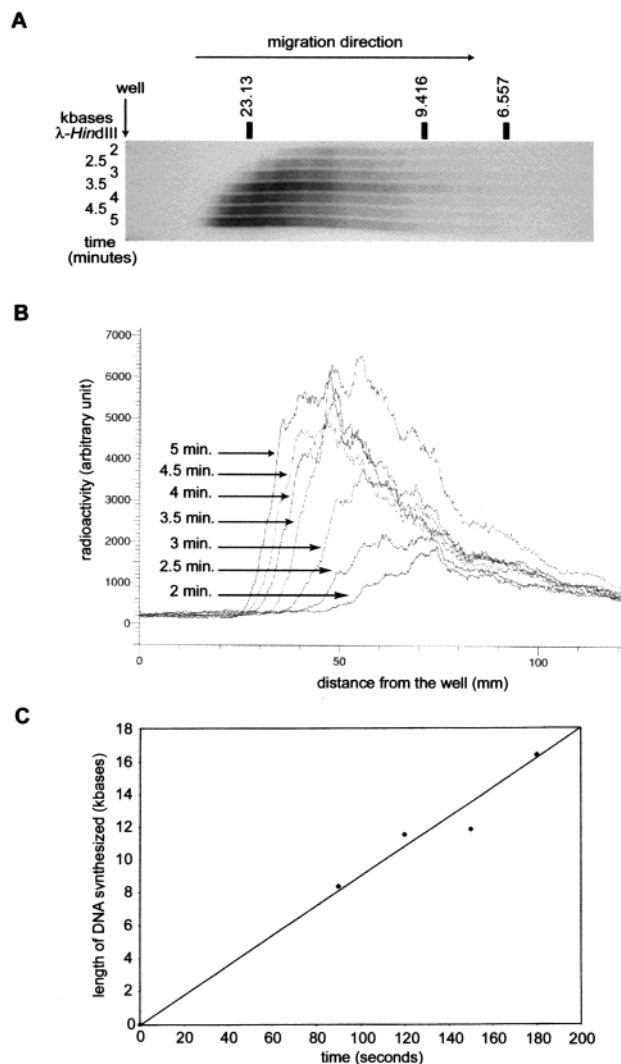 A
migration direction
well
kbases
λ-HindIII
23.13
9.416
6.557
2
2.5
3
3.5
4
4.5
5
time
(minutes)
B
7000
6000
5000
4000
3000
2000
1000
0
radioactivity (arbitrary unit)
5 min.
4.5 min.
4 min.
3.5 min.
3 min.
2.5 min.
2 min.
0
50
100
distance from the well (mm)
C
18
16
14
12
10
8
6
4
2
0
length of DNA synthesized (kbases)
0 20 40 60 80 100 120 140 160 180 200
time (seconds)